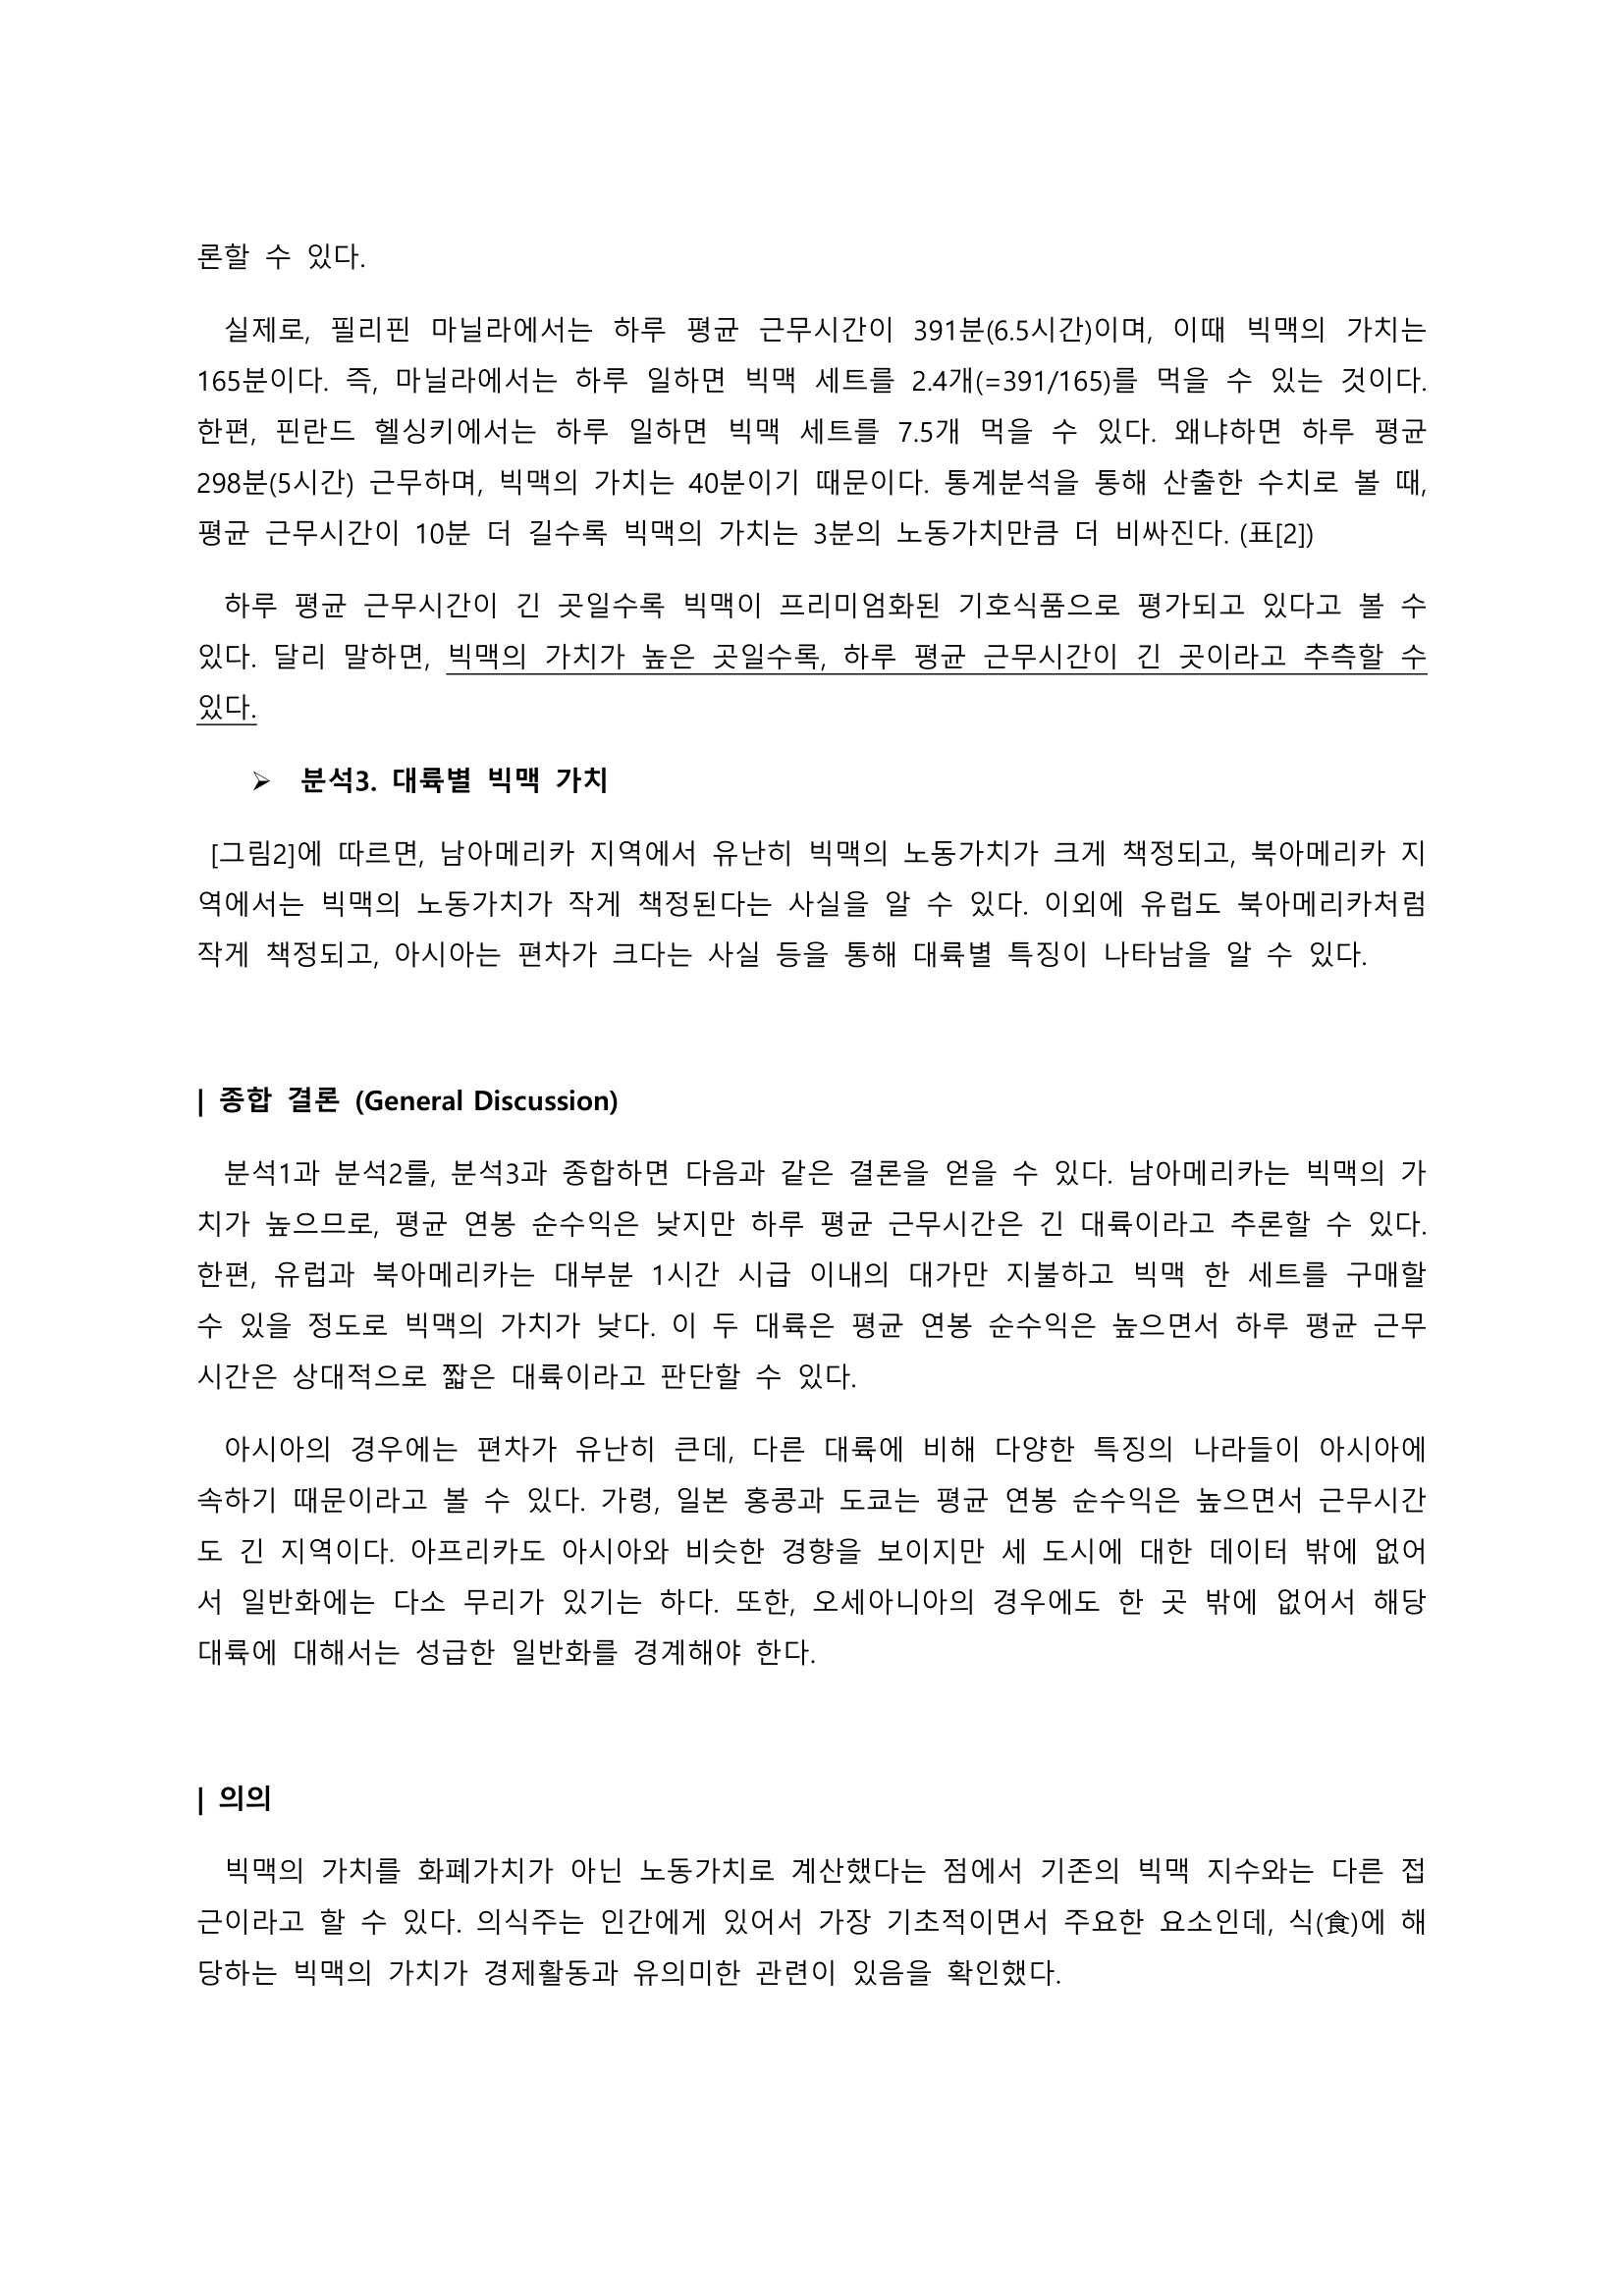 론할 수 있다.
실제로, 필리핀 마닐라에서는 하루 평균 근무시간이 391분(6.5시간)이며, 이때 빅맥의 가치는
165분이다. 즉, 마닐라에서는 하루 일하면 빅맥 세트를 2.4개(=391/165)를 먹을 수 있는 것이다.
한편, 핀란드 헬싱키에서는 하루 일하면 빅맥 세트를 7.5개 먹을 수 있다. 왜냐하면 하루 평균
298분(5시간) 근무하며, 빅맥의 가치는 40분이기 때문이다. 통계분석을 통해 산출한 수치로 볼 때,
평균 근무시간이 10분 더 길수록 빅맥의 가치는 3분의 노동가치만큼 더 비싸진다. (표[2])
하루 평균 근무시간이 긴 곳일수록 빅맥이 프리미엄화된 기호식품으로 평가되고 있다고 볼 수
있다. 달리 말하면, 빅맥의 가치가 높은 곳일수록, 하루 평균 근무시간이 긴 곳이라고 추측할 수
있다.
➢ 분석3. 대륙별 빅맥 가치
[그림2]에 따르면, 남아메리카 지역에서 유난히 빅맥의 노동가치가 크게 책정되고, 북아메리카 지
역에서는 빅맥의 노동가치가 작게 책정된다는 사실을 알 수 있다. 이외에 유럽도 북아메리카처럼
작게 책정되고, 아시아는 편차가 크다는 사실 등을 통해 대륙별 특징이 나타남을 알 수 있다.
| 종합 결론 (General Discussion)
분석1과 분석2를, 분석3과 종합하면 다음과 같은 결론을 얻을 수 있다. 남아메리카는 빅맥의 가
치가 높으므로, 평균 연봉 순수익은 낮지만 하루 평균 근무시간은 긴 대륙이라고 추론할 수 있다.
한편, 유럽과 북아메리카는 대부분 1시간 시급 이내의 대가만 지불하고 빅맥 한 세트를 구매할
수 있을 정도로 빅맥의 가치가 낮다. 이 두 대륙은 평균 연봉 순수익은 높으면서 하루 평균 근무
시간은 상대적으로 짧은 대륙이라고 판단할 수 있다.
아시아의 경우에는 편차가 유난히 큰데, 다른 대륙에 비해 다양한 특징의 나라들이 아시아에
속하기 때문이라고 볼 수 있다. 가령, 일본 홍콩과 도쿄는 평균 연봉 순수익은 높으면서 근무시간
도 긴 지역이다. 아프리카도 아시아와 비슷한 경향을 보이지만 세 도시에 대한 데이터 밖에 없어
서 일반화에는 다소 무리가 있기는 하다. 또한, 오세아니아의 경우에도 한 곳 밖에 없어서 해당
대륙에 대해서는 성급한 일반화를 경계해야 한다.
| 의의
빅맥의 가치를 화폐가치가 아닌 노동가치로 계산했다는 점에서 기존의 빅맥 지수와는 다른 접
근이라고 할 수 있다. 의식주는 인간에게 있어서 가장 기초적이면서 주요한 요소인데, 식(食)에 해
당하는 빅맥의 가치가 경제활동과 유의미한 관련이 있음을 확인했다.